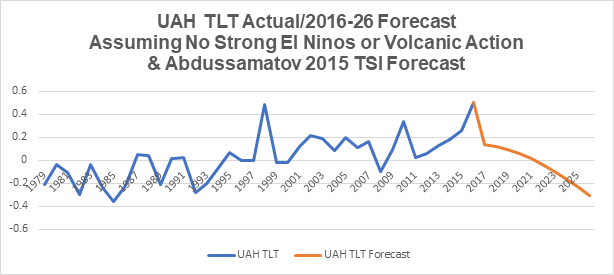 UAH TLT Actual/2016-26 Forecast
Assuming No Strong El Ninos or Volcanic Action
& Abdussamatov 2015 TSI Forecast
0.6
0.4
0.2
0
-0.2
-0.4
-0.6
1979 1981 1983 1985 1987 1989 1991 1993 1995 1997 1999 2001 2003 2005 2007 2009 2011 2013 2015 2017 2019 2021 2023 2025
UAH TLT UAH TLT Forecast